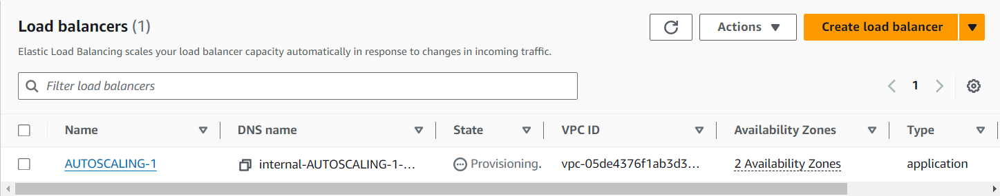 Load balancers (1)
Actions
Create load balancer
Elastic Load Balancing scales your load balancer capacity automatically in response to changes in incoming traffic.
Filter load balancers
1
Name DNS name State VPC ID Availability Zones Type
AUTOSCALING-1 internal-AUTOSCALING-1-... Provisioning. vpc-05de4376f1ab3d3... 2 Availability Zones application